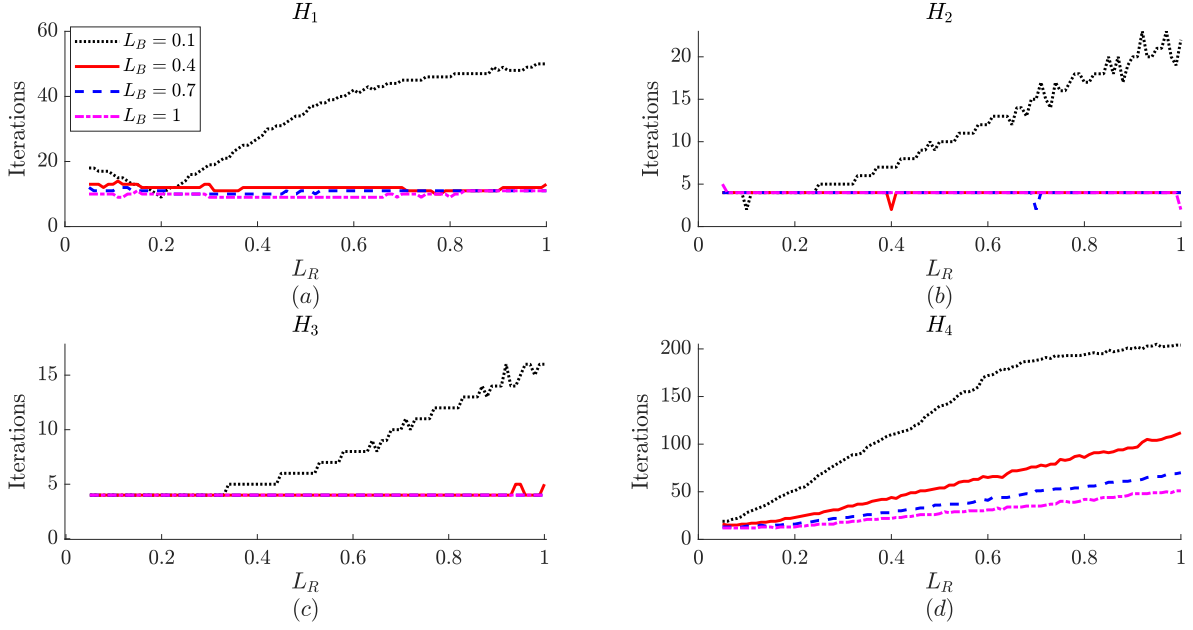 H1
60
40
20
0
Iterations
L_B = 0.1
L_B = 0.4
L_B = 0.7
L_B = 1
0 0.2 0.4 0.6 0.8 1
L_R
(a)
H2
20
15
10
5
0
Iterations
0 0.2 0.4 0.6 0.8 1
L_R
(b)
H3
15
10
5
0
Iterations
0 0.2 0.4 0.6 0.8 1
L_R
(c)
H4
200
150
100
50
0
Iterations
0 0.2 0.4 0.6 0.8 1
L_R
(d)